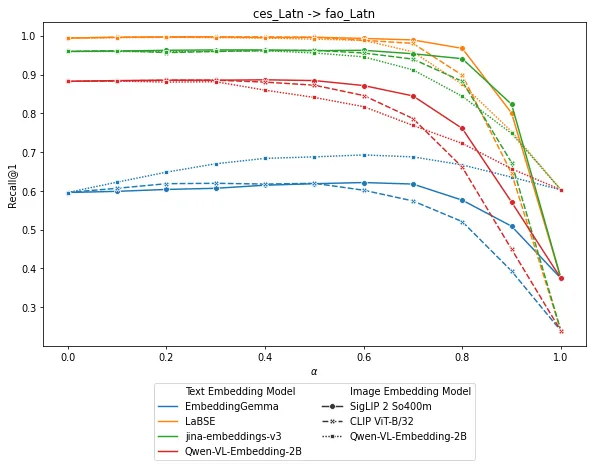 ces_Latn -> fao_Latn
Recall@1
1.0
0.9
0.8
0.7
0.6
0.5
0.4
0.3
0.0 0.2 0.4 0.6 0.8 1.0
α
Text Embedding Model
EmbeddingGemma
LaBSE
jina-embeddings-v3
Qwen-VL-Embedding-2B
Image Embedding Model
SigLIP 2 So400m
CLIP ViT-B/32
Qwen-VL-Embedding-2B